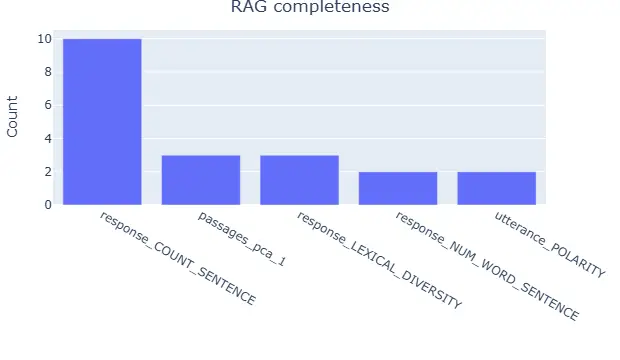 RAG completeness
Count
10
8
6
4
2
0
response_COUNT_SENTENCE
passages_pca_1
response_LEXICAL_DIVERSITY
response_NUM_WORD_SENTENCE
utterance_POLARITY